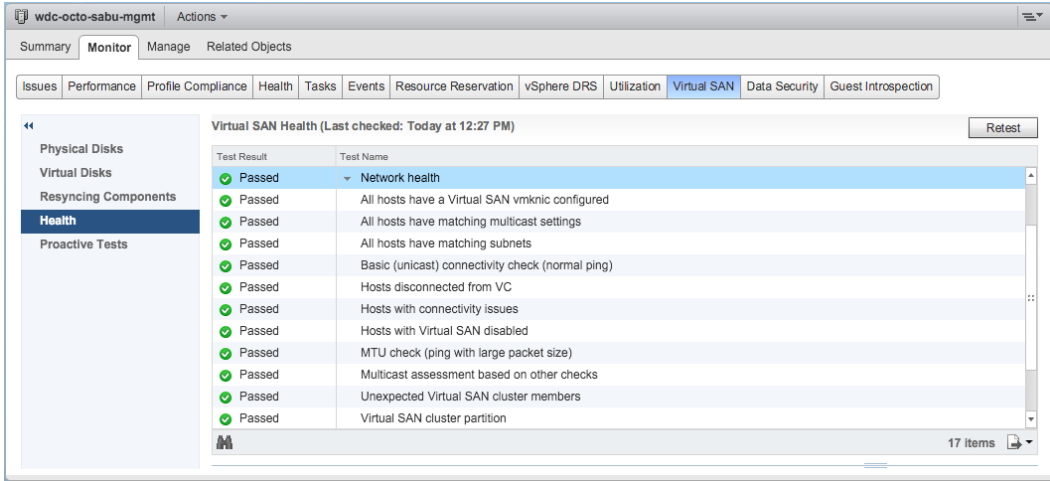 wdc-octo-sabu-mgmt Actions
Summary Monitor Manage Related Objects
Issues Performance Profile Compliance Health Tasks Events Resource Reservation vSphere DRS Utilization Virtual SAN Data Security Guest Introspection
Virtual SAN Health (Last checked: Today at 12:27 PM) Retest
Physical Disks
Virtual Disks
Resyncing Components
Health
Proactive Tests
Test Result Test Name
Passed Network health
Passed All hosts have a Virtual SAN vmknic configured
Passed All hosts have matching multicast settings
Passed All hosts have matching subnets
Passed Basic (unicast) connectivity check (normal ping)
Passed Hosts disconnected from VC
Passed Hosts with connectivity issues
Passed Hosts with Virtual SAN disabled
Passed MTU check (ping with large packet size)
Passed Multicast assessment based on other checks
Passed Unexpected Virtual SAN cluster members
Passed Virtual SAN cluster partition
17 items